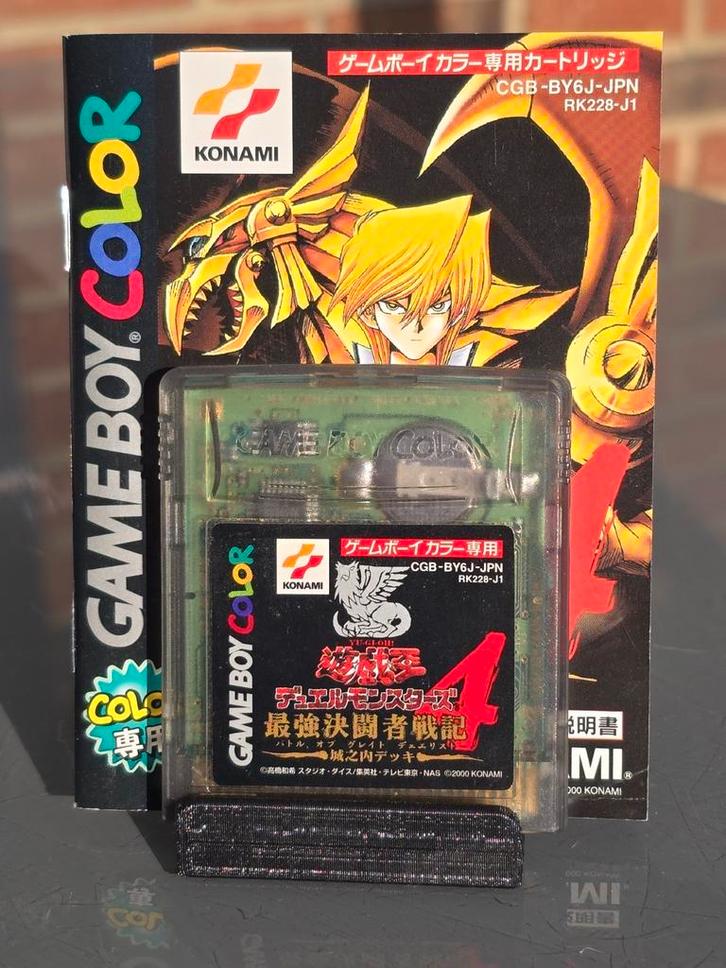 ゲームボーイカラー専用カートリッジ
CGB-BY6J-JPN
RK228-J1
KONAMI
GAME BOY COLOR®
COLO
専用
説明書
AMI®
000 KONAMI
GAME BOY COLOR
ゲームボーイカラー専用
KONAMI
CGB-BY6J-JPN
RK228-J1
GAME BOY COLOR
YU-GI-OH!
遊戯王
デュエルモンスターズ4
最強決闘者戦記
バトル オブ グレイト デュエリスト
城之内デッキ
©高橋和希 スタジオ・ダイス/集英社・テレビ東京・NAS ©2000 KONAMI
4